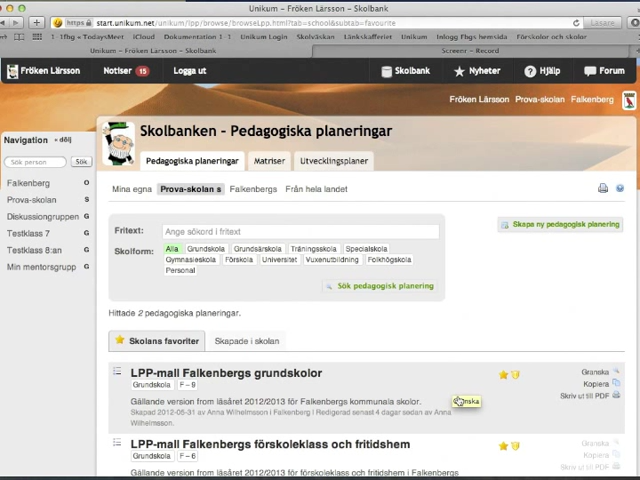 Unikum – Fröken Lärsson – Skolbank
https start.unikum.net/unikum/lpp/browse/browseLpp.html?tab=school&subtab=favourite
Läsare
1-1fbg = TodaysMeet iCloud Dokumentation 1-1 Unikum Login Skolväskan Länkskafferiet Unikum Inlogg Fbgs hemsida Förskolor och skolor
Unikum – Fröken Lärsson – Skolbank Screenr – Record
Fröken Lärsson Notiser 15 Logga ut Skolbank Nyheter Hjälp Forum
Fröken Lärsson Prova-skolan Falkenberg
Skolbanken - Pedagogiska planeringar
Navigation « dölj
Sök person Sök
Falkenberg O
Prova-skolan S
Diskussiongruppen G
Testklass 7 G
Testklass 8:an G
Min mentorsgrupp G
Pedagogiska planeringar Matriser Utvecklingsplaner
Mina egna Prova-skolan s Falkenbergs Från hela landet
Fritext: Ange sökord i fritext
Skapa ny pedagogisk planering
Skolform: Alla Grundskola Grundsärskola Träningsskola Specialskola
Gymnasieskola Förskola Universitet Vuxenutbildning Folkhögskola
Personal
Sök pedagogisk planering
Hittade 2 pedagogiska planeringar.
Skolans favoriter Skapade i skolan
LPP-mall Falkenbergs grundskolor
Grundskola F – 9
Gällande version från läsåret 2012/2013 för Falkenbergs kommunala skolor.
Skapad 2012-05-31 av Anna Wilhelmsson i Falkenberg | Redigerad senast 4 dagar sedan av Anna
Wilhelmsson.
Granska
Kopiera
Skriv ut till PDF
LPP-mall Falkenbergs förskoleklass och fritidshem
Grundskola F – 6
Gällande version från läsåret 2012/2013 för förskoleklass och fritidshem i Falkenbergs
Granska
Kopiera
Skriv ut till PDF